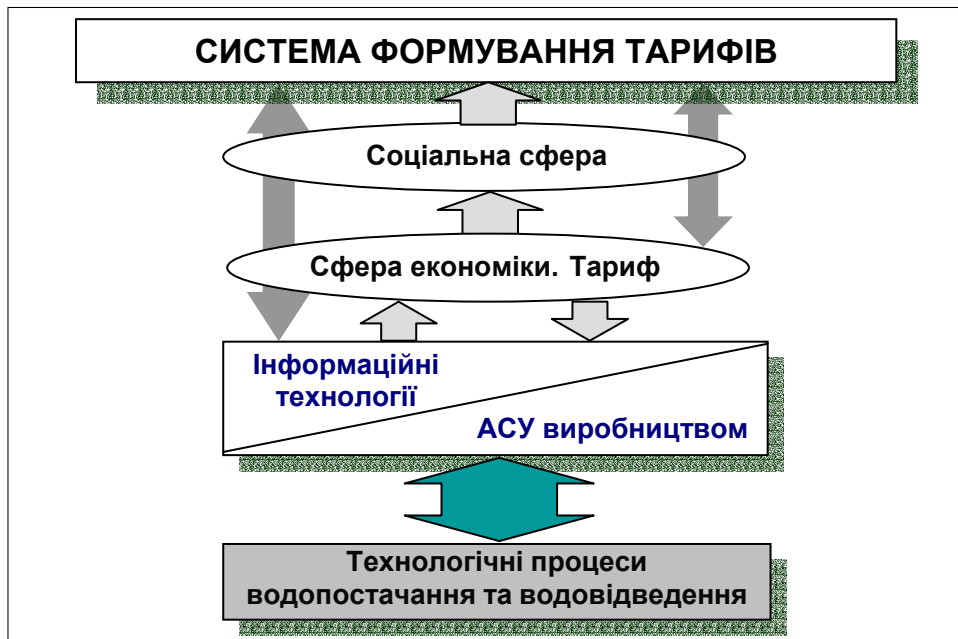 СИСТЕМА ФОРМУВАННЯ ТАРИФІВ
Соціальна сфера
Сфера економіки. Тариф
Інформаційні
технології
АСУ виробництвом
Технологічні процеси
водопостачання та водовідведення